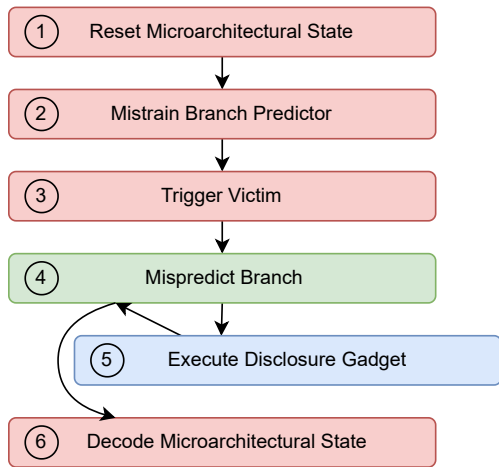 1 Reset Microarchitectural State
2 Mistrain Branch Predictor
3 Trigger Victim
4 Mispredict Branch
5 Execute Disclosure Gadget
6 Decode Microarchitectural State